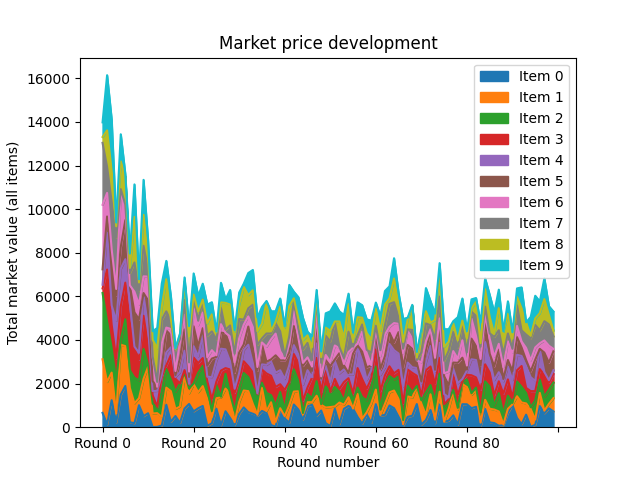 Market price development
Total market value (all items)
16000
14000
12000
10000
8000
6000
4000
2000
0
Round 0
Round 20
Round 40
Round 60
Round 80
Round number
Item 0
Item 1
Item 2
Item 3
Item 4
Item 5
Item 6
Item 7
Item 8
Item 9